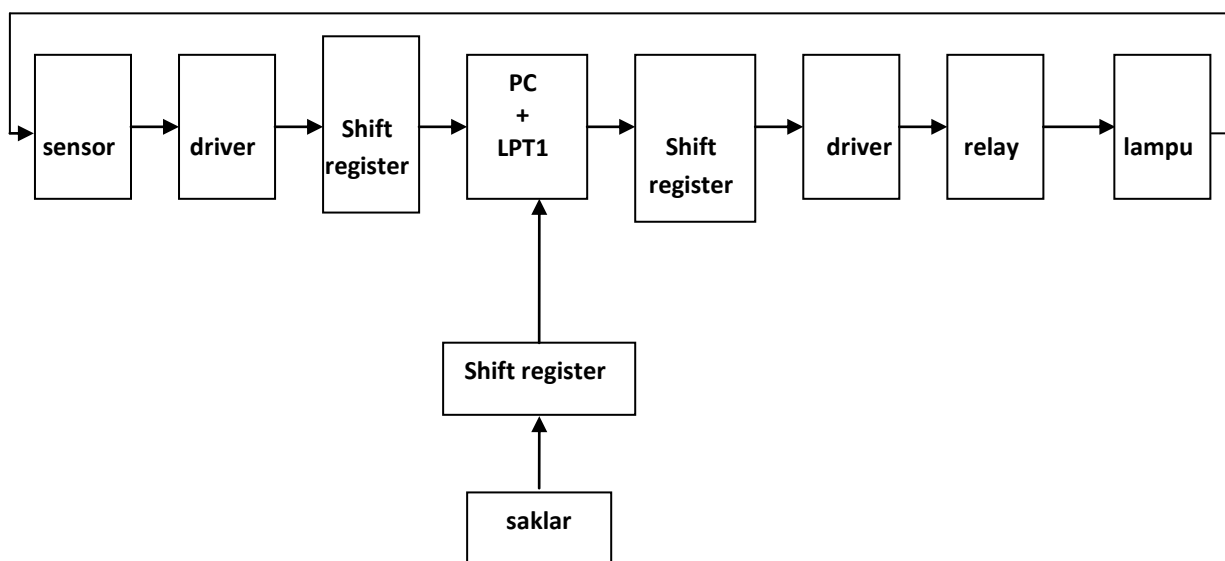 sensor
driver
Shift
register
PC
+
LPT1
Shift
register
driver
relay
lampu
Shift register
saklar